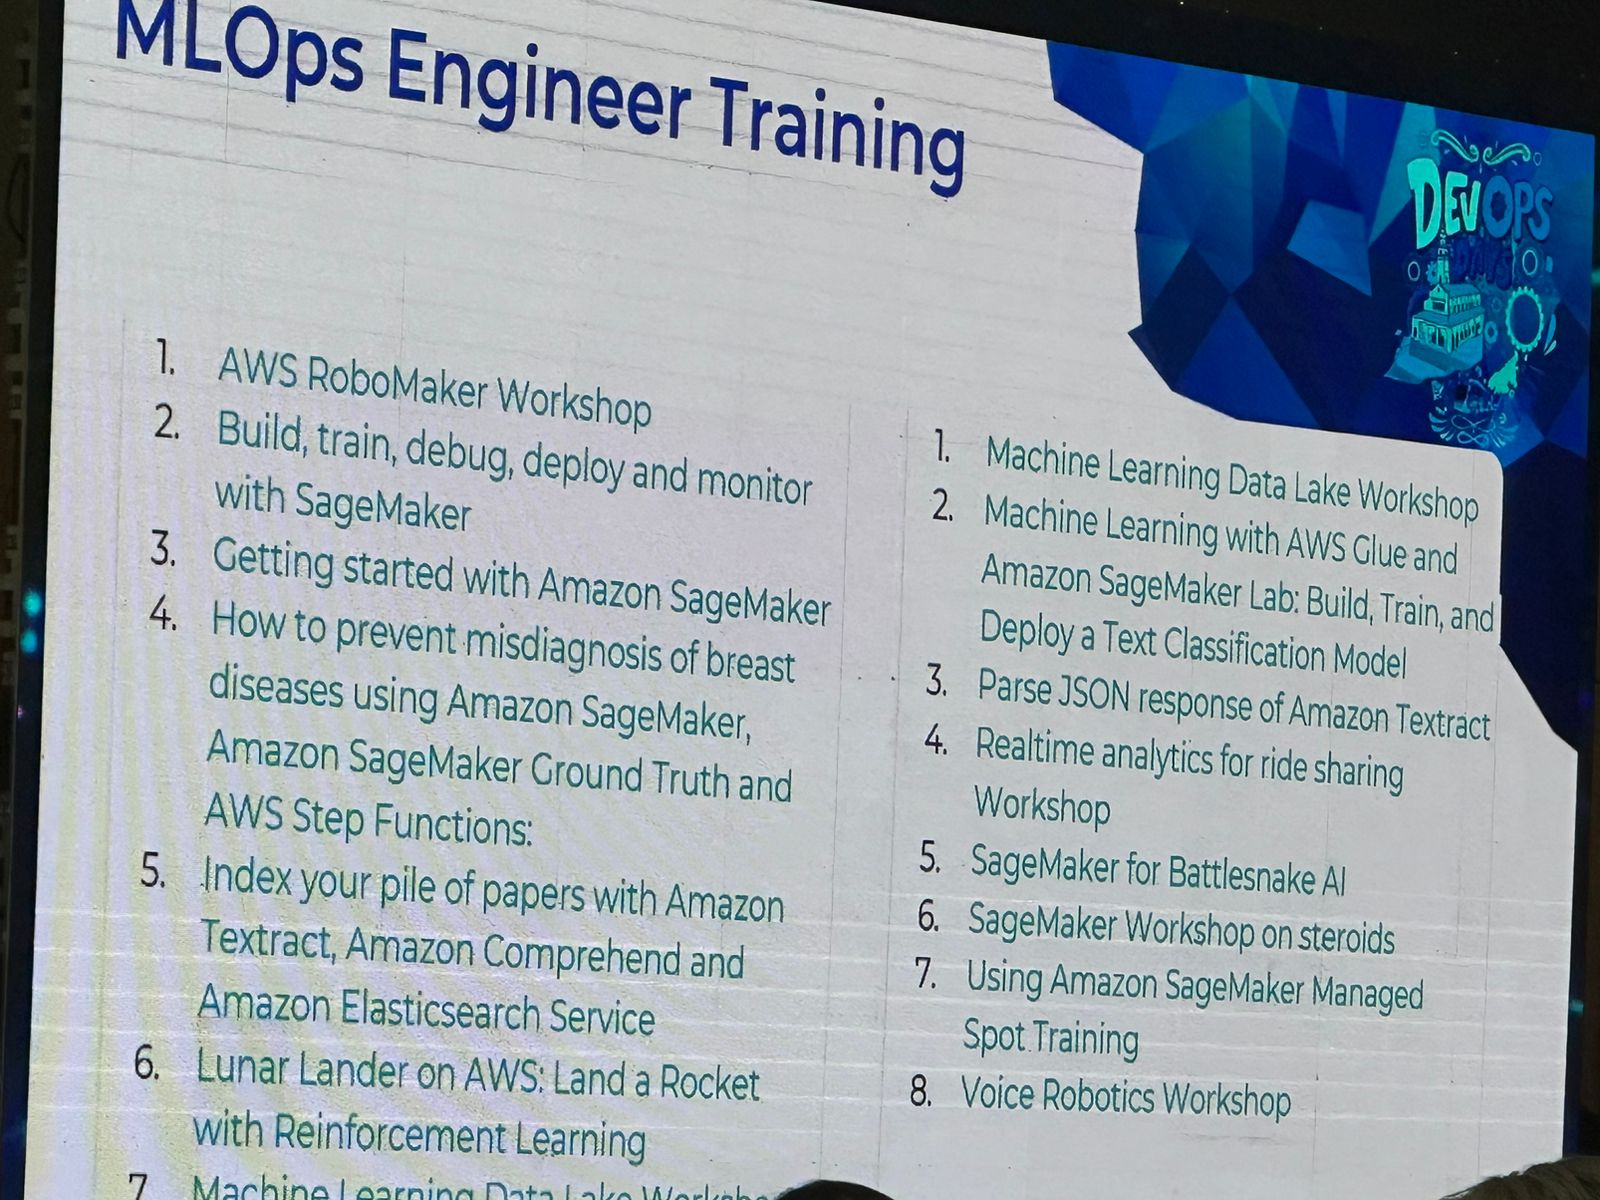 MLOps Engineer Training
DEVOPS
DAYS
1. AWS RoboMaker Workshop
2. Build, train, debug, deploy and monitor
with SageMaker
3. Getting started with Amazon SageMaker
4. How to prevent misdiagnosis of breast
diseases using Amazon SageMaker,
Amazon SageMaker Ground Truth and
AWS Step Functions:
5. Index your pile of papers with Amazon
Textract, Amazon Comprehend and
Amazon Elasticsearch Service
6. Lunar Lander on AWS: Land a Rocket
with Reinforcement Learning
7. Machine Learning Data Lake
1. Machine Learning Data Lake Workshop
2. Machine Learning with AWS Glue and
Amazon SageMaker Lab: Build, Train, and
Deploy a Text Classification Model
3. Parse JSON response of Amazon Textract
4. Realtime analytics for ride sharing
Workshop
5. SageMaker for Battlesnake AI
6. SageMaker Workshop on steroids
7. Using Amazon SageMaker Managed
Spot Training
8. Voice Robotics Workshop